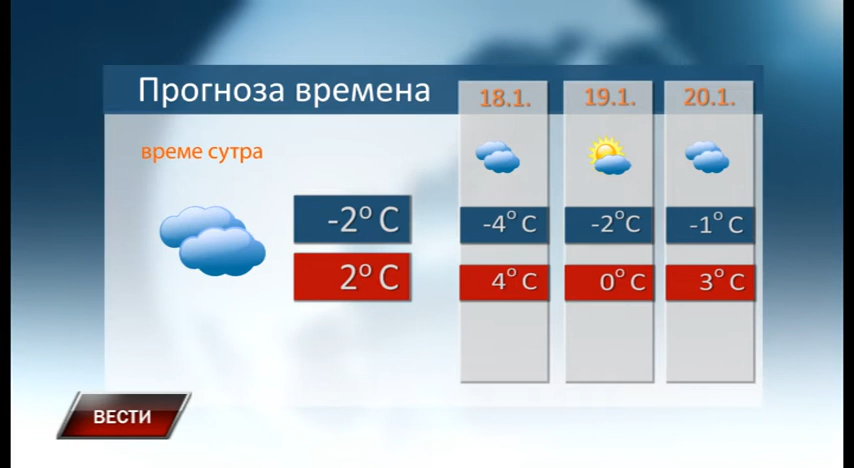 Прогноза времена
18.1.
19.1.
20.1.
време сутра
-2° C
2° C
-4° C
-2°C
-1° C
4° C
0° C
3° C
ВЕСТИ